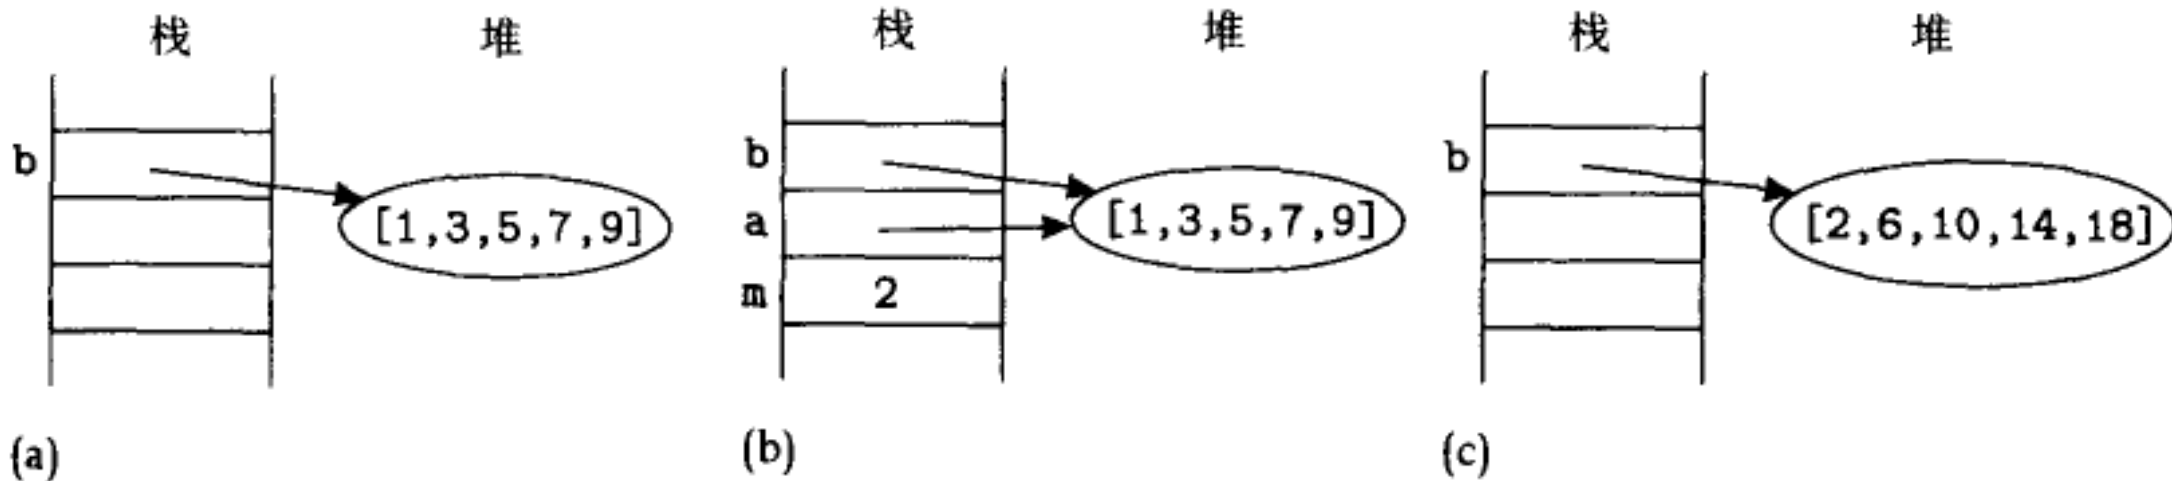 栈 堆 栈 堆 栈 堆
b [1,3,5,7,9] b [1,3,5,7,9] b [2,6,10,14,18]
a
m 2
(a) (b) (c)